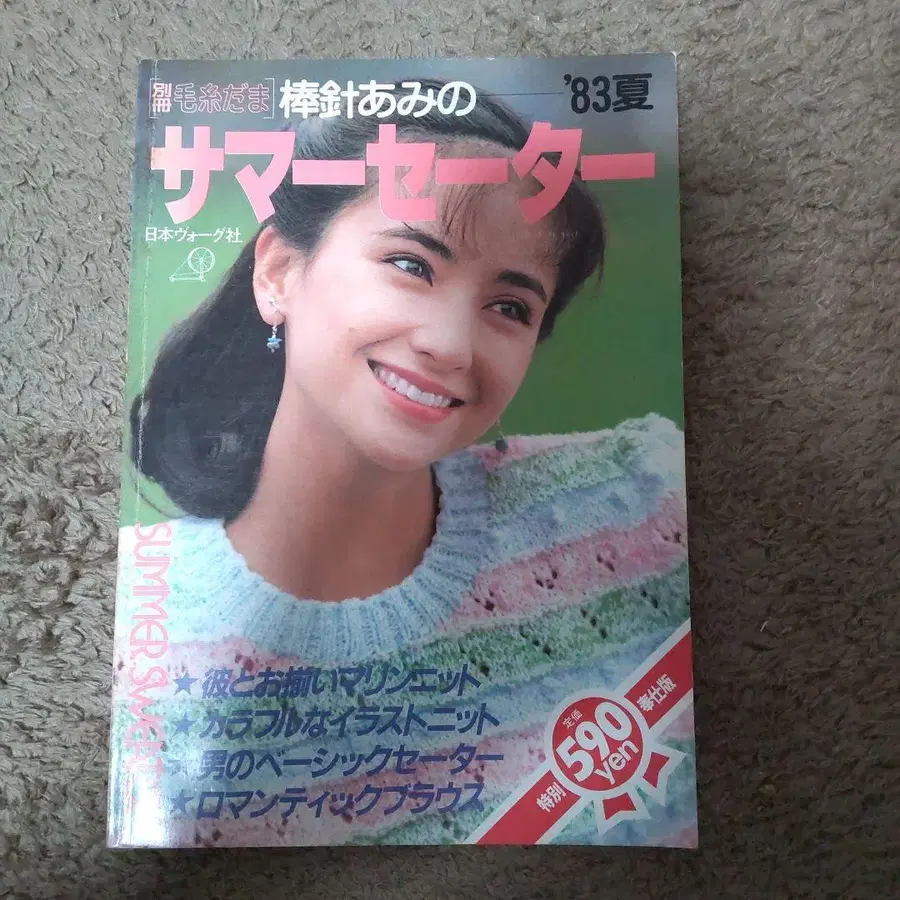 別冊 毛糸だま 棒針あみの '83夏
サマーセーター
日本ヴォーグ社
SUMMER SWEATER
★彼とお揃いマリンニット
★カラフルなイラストニット
★男のベーシックセーター
★ロマンティックブラウス
特別 定価 590 yen 奉仕版